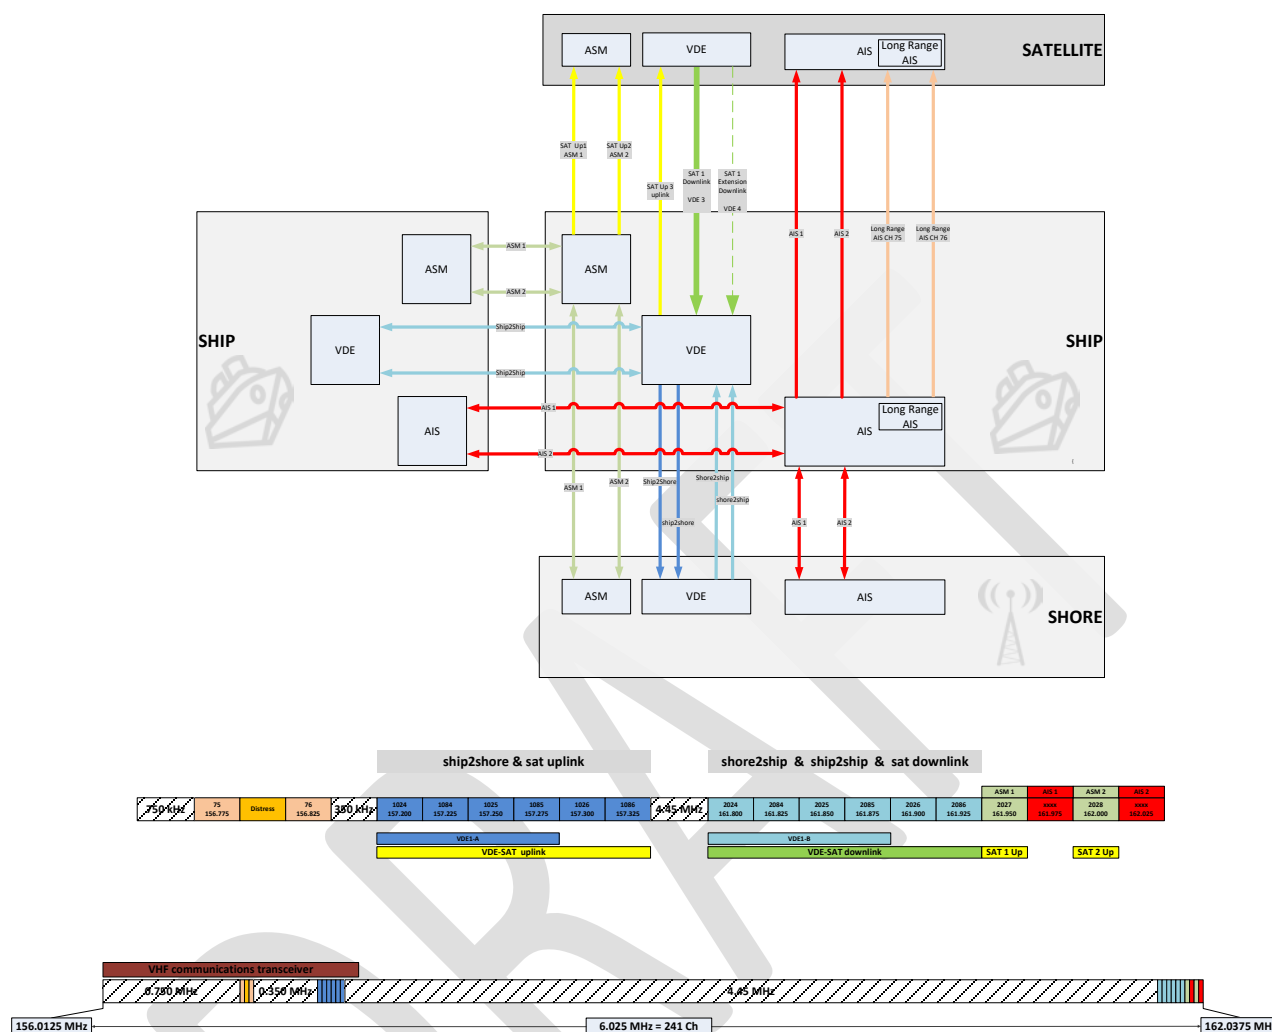 SATELLITE
ASM
VDE
AIS
Long Range
AIS
SAT Up1
ASM 1
SAT Up2
ASM 2
SAT Up 3
uplink
SAT 1
Downlink
VDE 3
SAT 1
Extension
Downlink
VDE 4
AIS 1
AIS 2
Long Range
AIS CH 75
Long Range
AIS CH 76
SHIP
ASM
VDE
AIS
ASM 1
ASM 2
Ship2Ship
Ship2Ship
AIS 1
AIS 2
SHIP
ASM
VDE
AIS
Long Range
AIS
ASM 1
ASM 2
Ship2Shore
ship2shore
Shore2ship
shore2ship
AIS 1
AIS 2
SHORE
ASM
VDE
AIS
ship2shore & sat uplink
shore2ship & ship2ship & sat downlink
750 kHz
75
156.775
Distress
76
156.825
350 kHz
1024
157.200
1084
157.225
1025
157.250
1085
157.275
1026
157.300
1086
157.325
4.45 MHz
2024
161.800
2084
161.825
2025
161.850
2085
161.875
2026
161.900
2086
161.925
ASM 1
2027
161.950
AIS 1
xxxx
161.975
ASM 2
2028
162.000
AIS 2
xxxx
162.025
VDE1-A
VDE1-B
VDE-SAT uplink
VDE-SAT downlink
SAT 1 Up
SAT 2 Up
VHF communications transceiver
0.750 MHz
0.350 MHz
4.45 MHz
156.0125 MHz
6.025 MHz = 241 Ch
162.0375 MHz
DRAFT